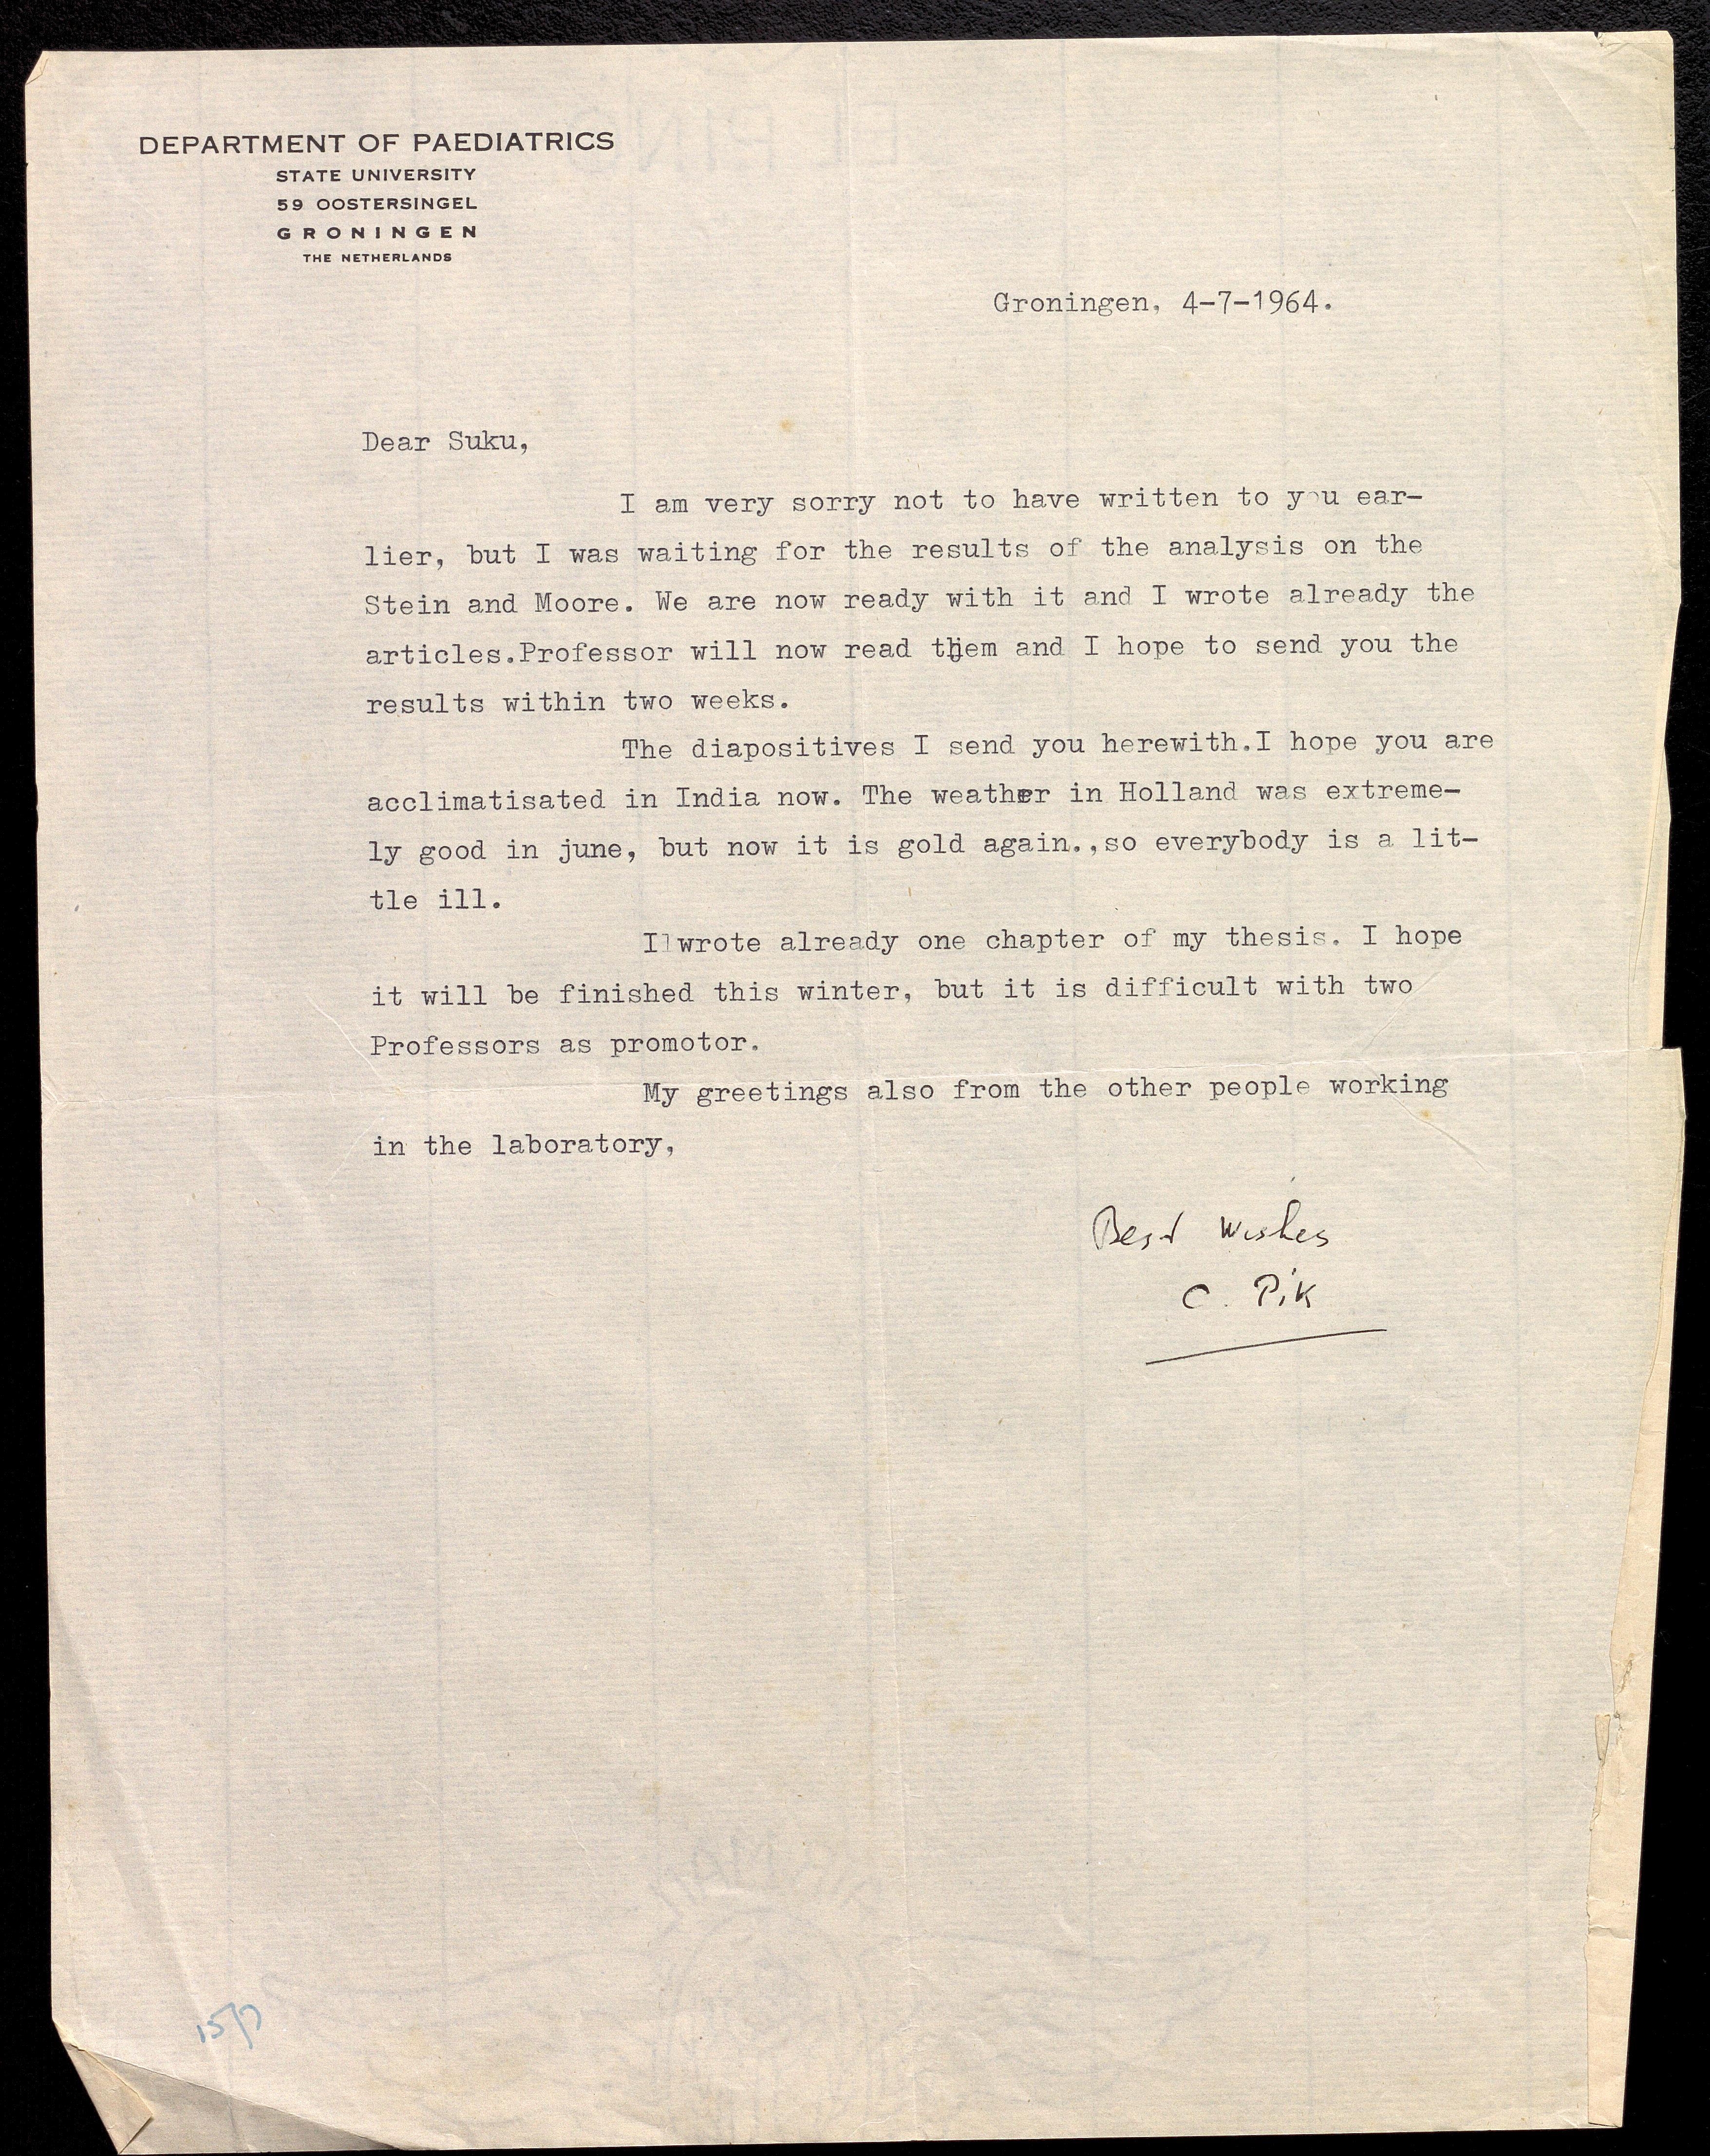 DEPARTMENT OF PAEDIATRICS
STATE UNIVERSITY
59 OOSTERSINGEL
GRONINGEN
THE NETHERLANDS
Groningen, 4-7-1964.
Dear Suku,
I am very sorry not to have written to you ear-
lier, but I was waiting for the results of the analysis on the
Stein and Moore. We are now ready with it and I wrote already the
articles.Professor will now read them and I hope to send you the
results within two weeks.
The diapositives I send you herewith.I hope you are
acclimatisated in India now. The weather in Holland was extreme-
ly good in june, but now it is gold again.,so everybody is a lit-
tle ill.
I wrote already one chapter of my thesis. I hope
it will be finished this winter, but it is difficult with two
Professors as promotor.
My greetings also from the other people working
in the laboratory,
Best Wishes
C. Pik
15/7